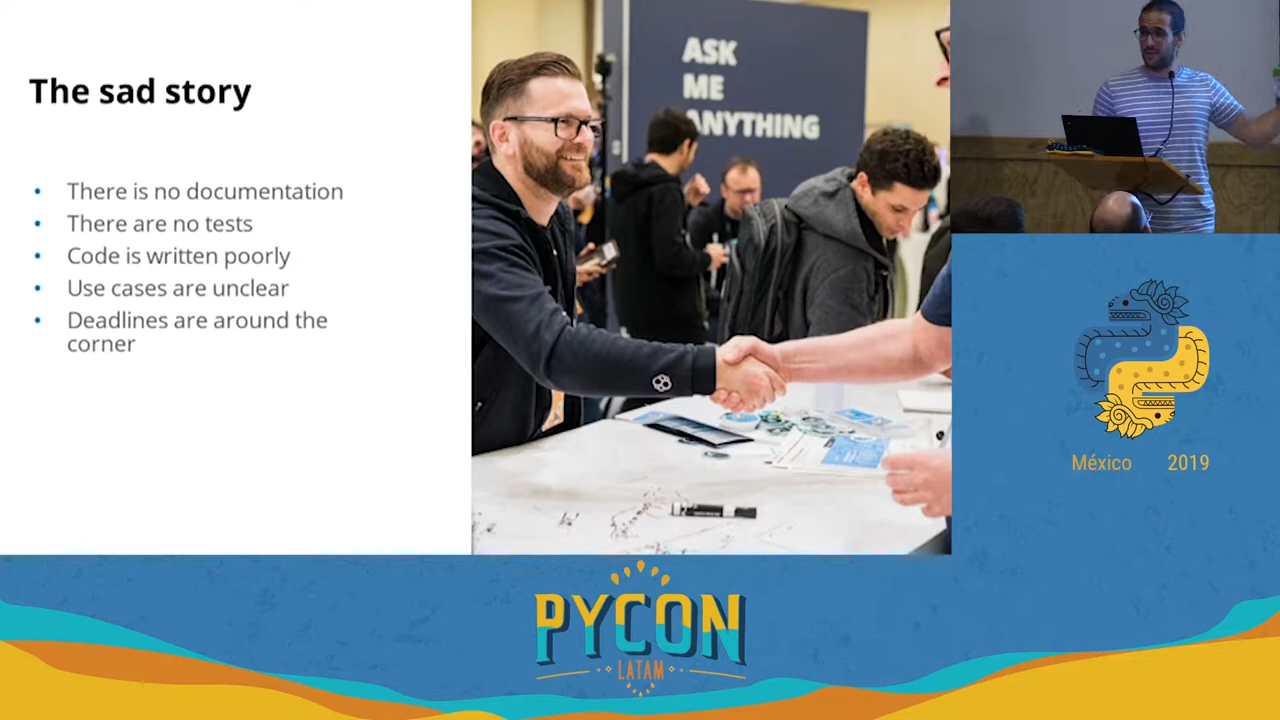 The sad story
• There is no documentation
• There are no tests
• Code is written poorly
• Use cases are unclear
• Deadlines are around the
corner
ASK
ME
ANYTHING
México 2019
PYCON
LATAM